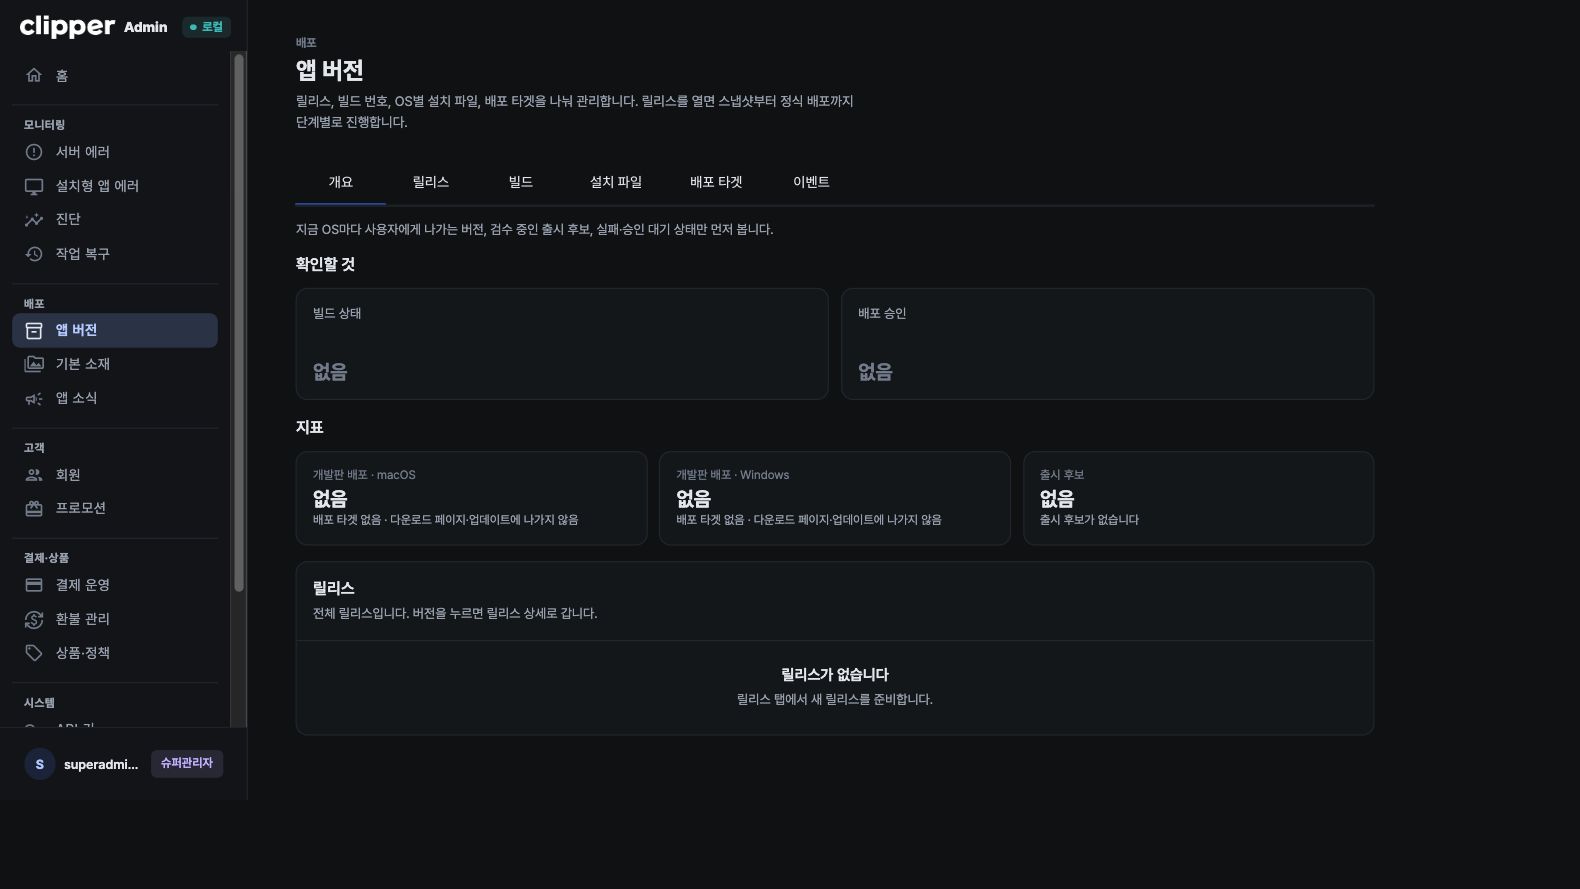 clipper Admin 로컬
홈
모니터링
서버 에러
설치형 앱 에러
진단
작업 복구
배포
앱 버전
기본 소재
앱 소식
고객
회원
프로모션
결제·상품
결제 운영
환불 관리
상품·정책
시스템
S superadmi... 슈퍼관리자
배포
앱 버전
릴리스, 빌드 번호, OS별 설치 파일, 배포 타겟을 나눠 관리합니다. 릴리스를 열면 스냅샷부터 정식 배포까지
단계별로 진행합니다.
개요 릴리스 빌드 설치 파일 배포 타겟 이벤트
지금 OS마다 사용자에게 나가는 버전, 검수 중인 출시 후보, 실패·승인 대기 상태만 먼저 봅니다.
확인할 것
빌드 상태
없음
배포 승인
없음
지표
개발판 배포 · macOS
없음
배포 타겟 없음 · 다운로드 페이지·업데이트에 나가지 않음
개발판 배포 · Windows
없음
배포 타겟 없음 · 다운로드 페이지·업데이트에 나가지 않음
출시 후보
없음
출시 후보가 없습니다
릴리스
전체 릴리스입니다. 버전을 누르면 릴리스 상세로 갑니다.
릴리스가 없습니다
릴리스 탭에서 새 릴리스를 준비합니다.